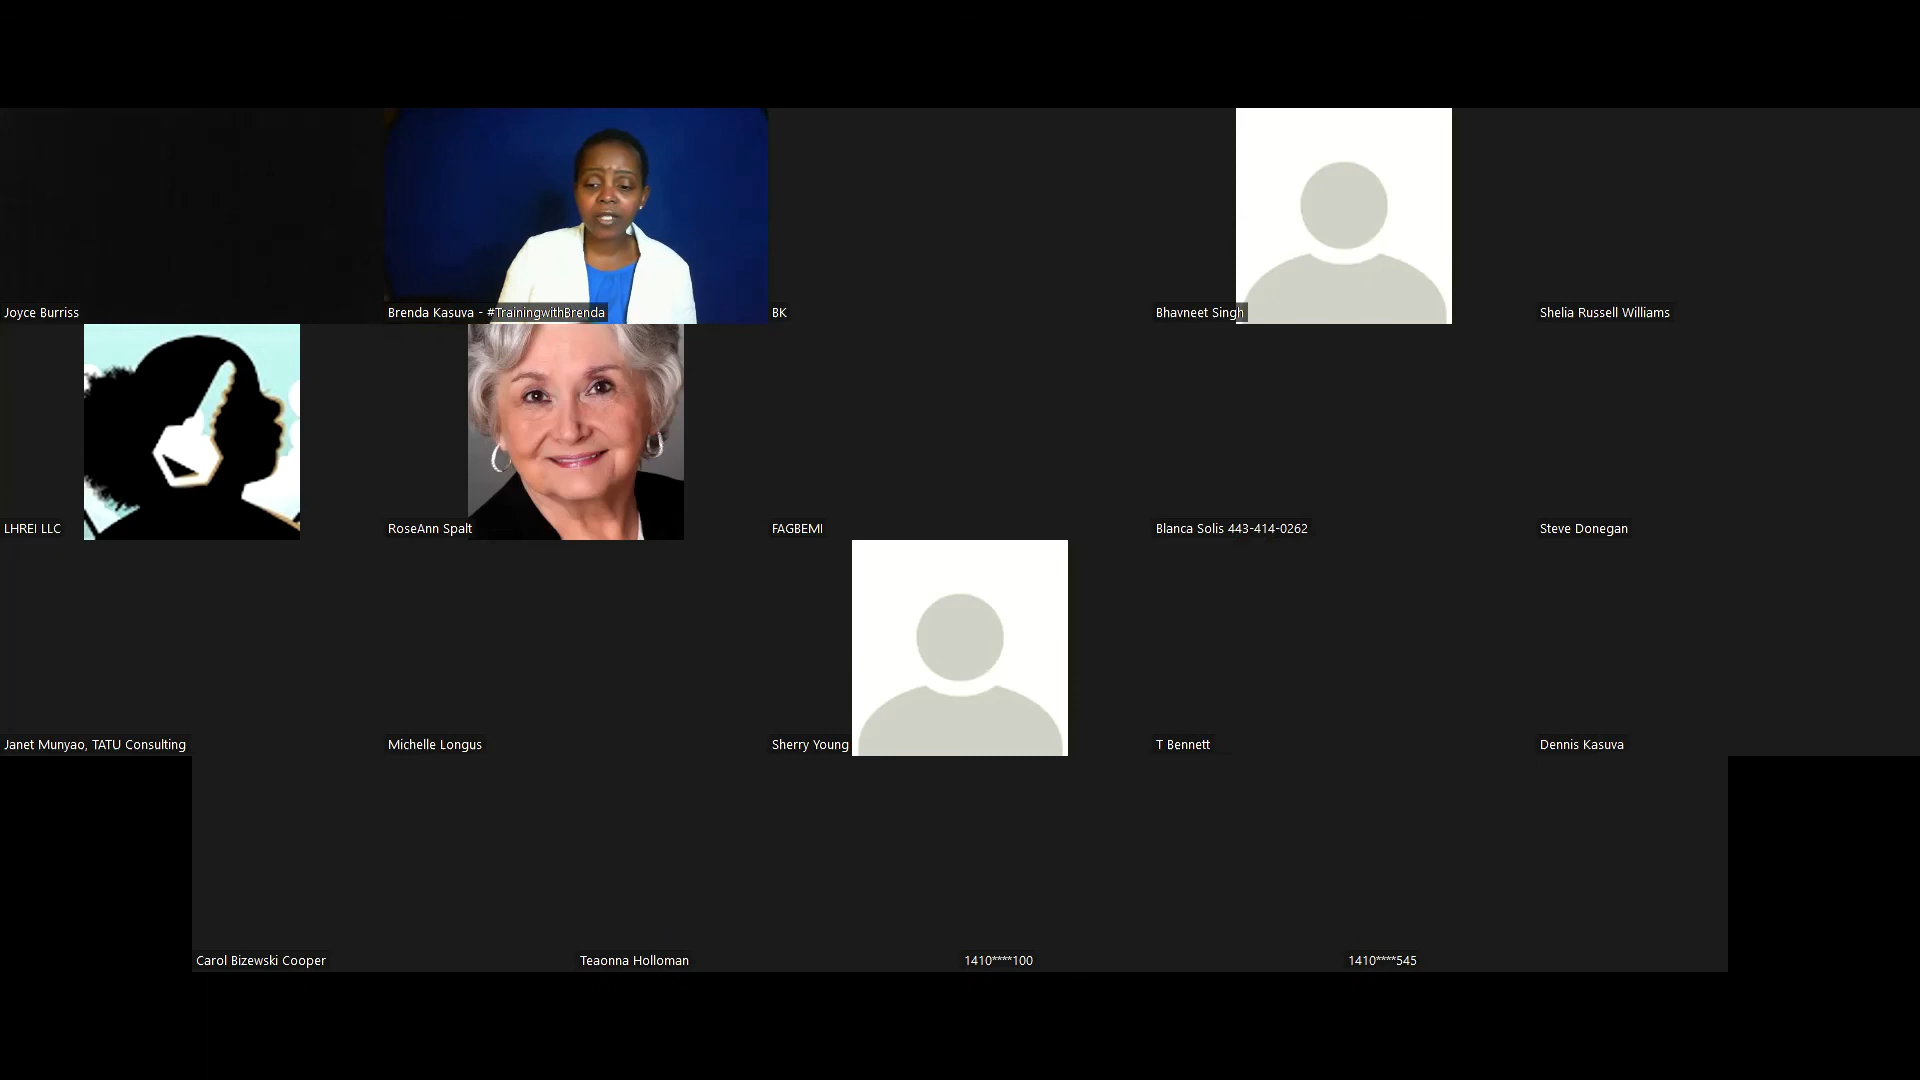 Joyce Burriss
Brenda Kasuva - #TrainingwithBrenda
BK
Bhavneet Singh
Shelia Russell Williams
LHREI LLC
RoseAnn Spalt
FAGBEMI
Blanca Solis 443-414-0262
Steve Donegan
Janet Munyao, TATU Consulting
Michelle Longus
Sherry Young
T Bennett
Dennis Kasuva
Carol Bizewski Cooper
Teaonna Holloman
1410****100
1410****545